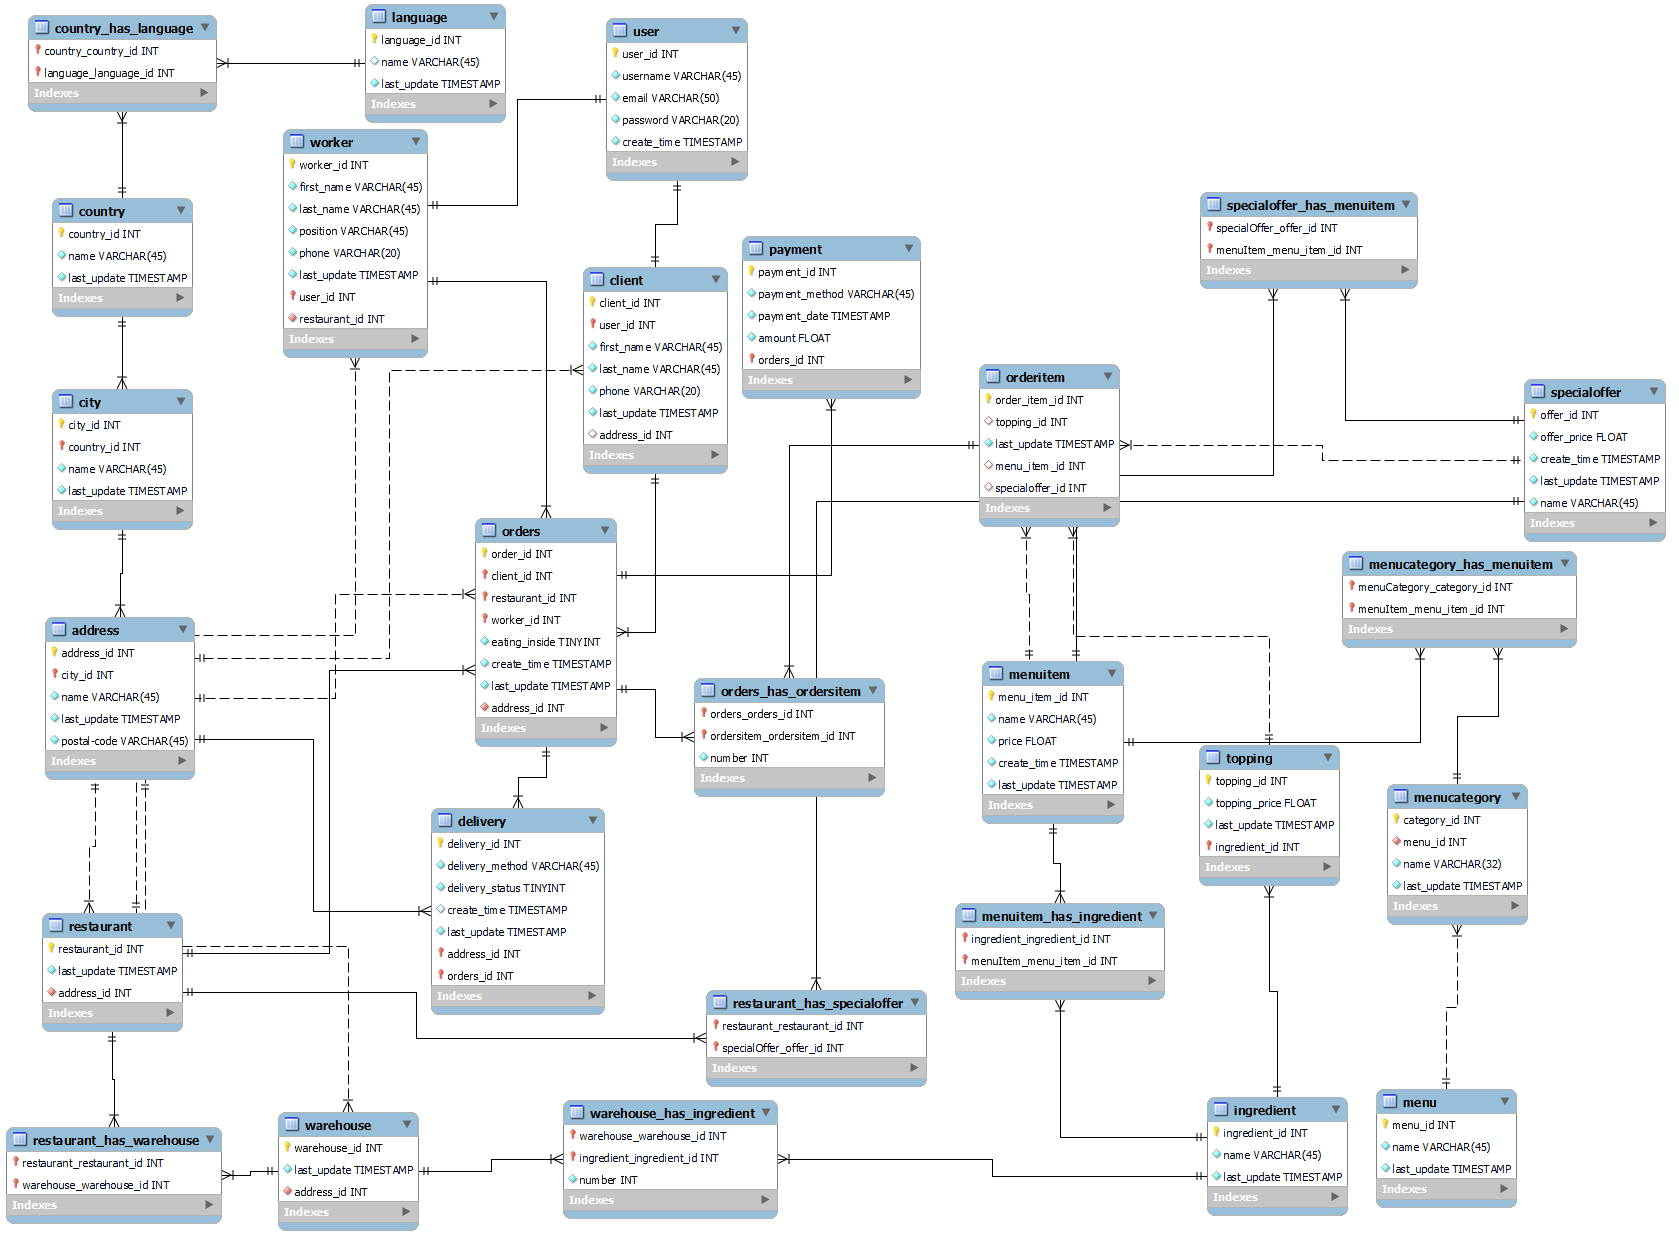 country_has_language
country_country_id INT
language_language_id INT
Indexes
language
language_id INT
name VARCHAR(45)
last_update TIMESTAMP
Indexes
user
user_id INT
username VARCHAR(45)
email VARCHAR(50)
password VARCHAR(20)
create_time TIMESTAMP
Indexes
worker
worker_id INT
first_name VARCHAR(45)
last_name VARCHAR(45)
position VARCHAR(45)
phone VARCHAR(20)
last_update TIMESTAMP
user_id INT
restaurant_id INT
Indexes
country
country_id INT
name VARCHAR(45)
last_update TIMESTAMP
Indexes
client
client_id INT
user_id INT
first_name VARCHAR(45)
last_name VARCHAR(45)
phone VARCHAR(20)
last_update TIMESTAMP
address_id INT
Indexes
payment
payment_id INT
payment_method VARCHAR(45)
payment_date TIMESTAMP
amount FLOAT
orders_id INT
Indexes
specialoffer_has_menuitem
specialOffer_offer_id INT
menuItem_menu_item_id INT
Indexes
city
city_id INT
country_id INT
name VARCHAR(45)
last_update TIMESTAMP
Indexes
orderitem
order_item_id INT
topping_id INT
last_update TIMESTAMP
menu_item_id INT
specialoffer_id INT
Indexes
specialoffer
offer_id INT
offer_price FLOAT
create_time TIMESTAMP
last_update TIMESTAMP
name VARCHAR(45)
Indexes
orders
order_id INT
client_id INT
restaurant_id INT
worker_id INT
eating_inside TINYINT
create_time TIMESTAMP
last_update TIMESTAMP
address_id INT
Indexes
menucategory_has_menuitem
menuCategory_category_id INT
menuItem_menu_item_id INT
Indexes
address
address_id INT
city_id INT
name VARCHAR(45)
last_update TIMESTAMP
postal-code VARCHAR(45)
Indexes
orders_has_ordersitem
orders_orders_id INT
ordersitem_ordersitem_id INT
number INT
Indexes
menuitem
menu_item_id INT
name VARCHAR(45)
price FLOAT
create_time TIMESTAMP
last_update TIMESTAMP
Indexes
topping
topping_id INT
topping_price FLOAT
last_update TIMESTAMP
ingredient_id INT
Indexes
menucategory
category_id INT
menu_id INT
name VARCHAR(32)
last_update TIMESTAMP
Indexes
delivery
delivery_id INT
delivery_method VARCHAR(45)
delivery_status TINYINT
create_time TIMESTAMP
last_update TIMESTAMP
address_id INT
orders_id INT
Indexes
restaurant
restaurant_id INT
last_update TIMESTAMP
address_id INT
Indexes
menuitem_has_ingredient
ingredient_ingredient_id INT
menuItem_menu_item_id INT
Indexes
restaurant_has_specialoffer
restaurant_restaurant_id INT
specialOffer_offer_id INT
Indexes
restaurant_has_warehouse
restaurant_restaurant_id INT
warehouse_warehouse_id INT
Indexes
warehouse
warehouse_id INT
last_update TIMESTAMP
address_id INT
Indexes
warehouse_has_ingredient
warehouse_warehouse_id INT
ingredient_ingredient_id INT
number INT
Indexes
ingredient
ingredient_id INT
name VARCHAR(45)
last_update TIMESTAMP
Indexes
menu
menu_id INT
name VARCHAR(45)
last_update TIMESTAMP
Indexes